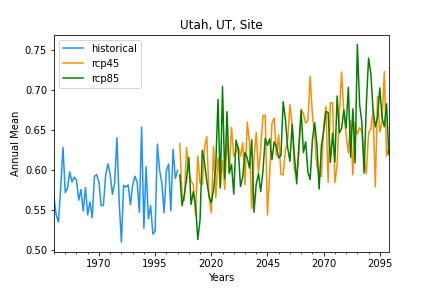 Utah, UT, Site
historical
rcp45
rcp85
Annual Mean
0.75
0.70
0.65
0.60
0.55
0.50
1970 1995 2020 2045 2070 2095
Years